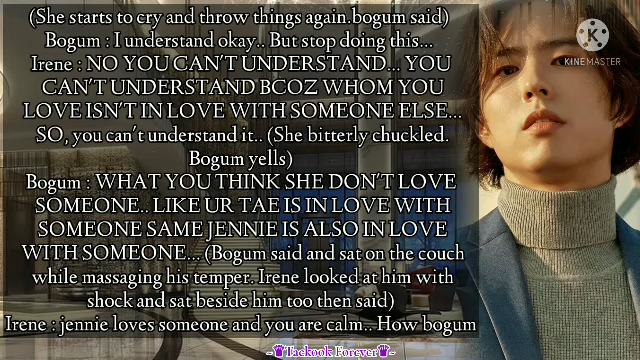 (She starts to cry and throw things again.bogum said)
Bogum : I understand okay.. But stop doing this...
Irene : NO YOU CAN'T UNDERSTAND... YOU
CAN'T UNDERSTAND BCOZ WHOM YOU
LOVE ISN'T IN LOVE WITH SOMEONE ELSE...
SO, you can't understand it.. (She bitterly chuckled.
Bogum yells)
Bogum : WHAT YOU THINK SHE DON'T LOVE
SOMEONE.. LIKE UR TAE IS IN LOVE WITH
SOMEONE SAME JENNIE IS ALSO IN LOVE
WITH SOMEONE... (Bogum said and sat on the couch
while massaging his temper. Irene looked at him with
shock and sat beside him too then said)
Irene : jennie loves someone and you are calm.. How bogum
K
KINEMASTER
-♛Taekook Forever♛-